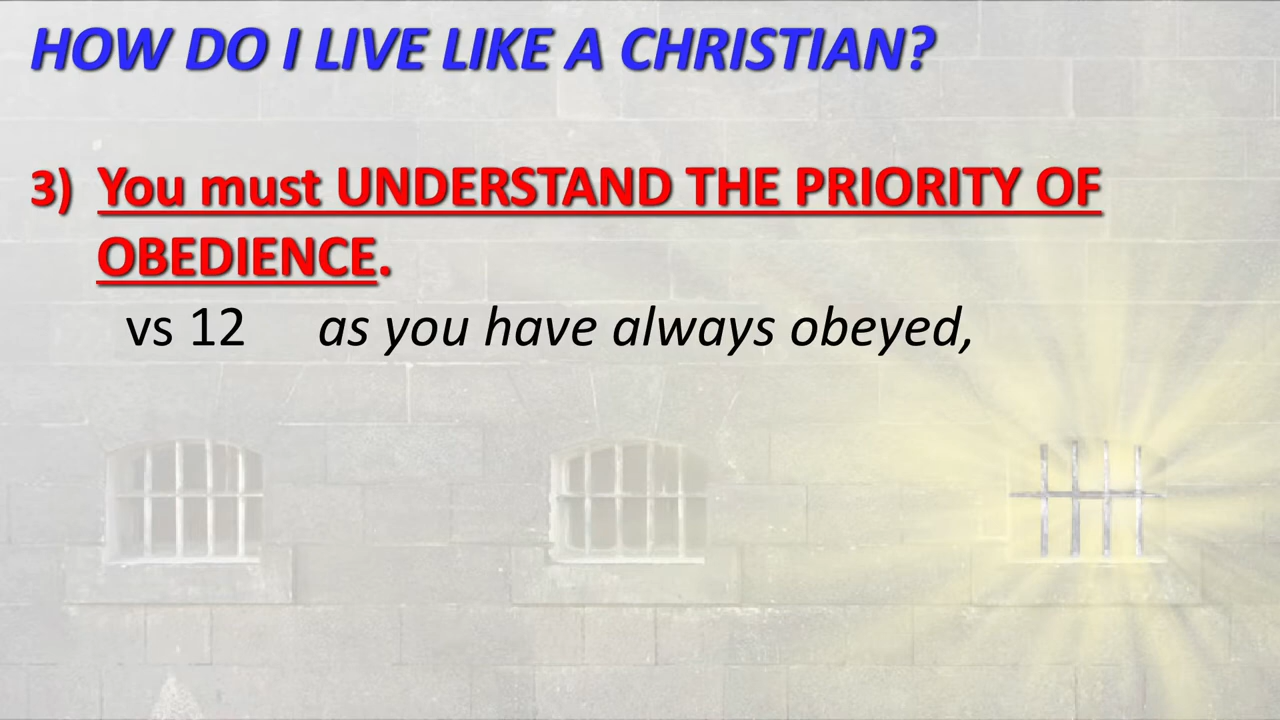 HOW DO I LIVE LIKE A CHRISTIAN?
3) You must UNDERSTAND THE PRIORITY OF
OBEDIENCE.
vs 12 as you have always obeyed,